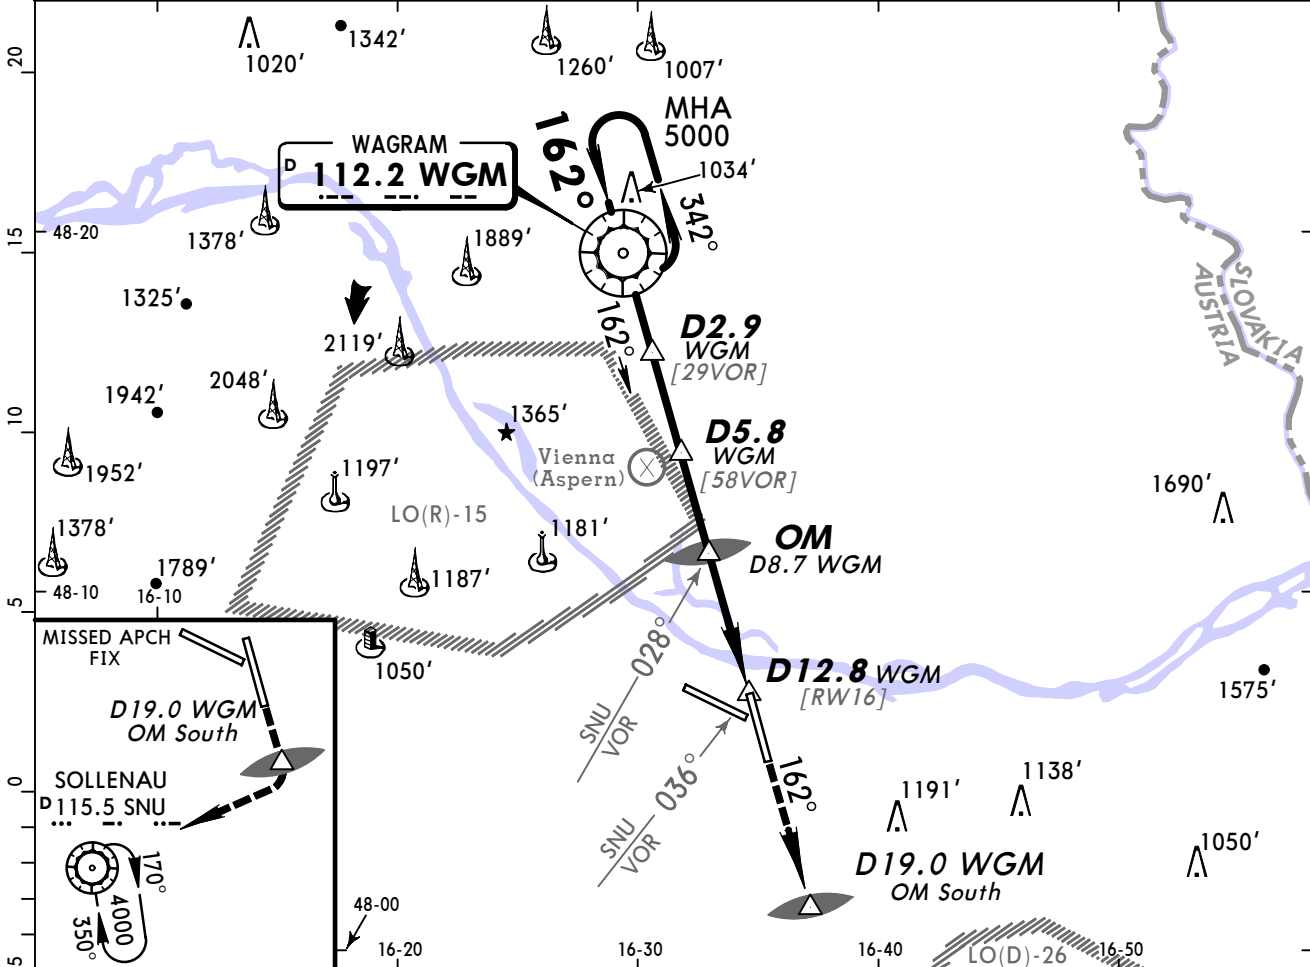 20
1020'
1342'
1260'
1007'
MHA
5000
162°
WAGRAM
D 112.2 WGM
1034'
342°
48-20
15
1378'
1889'
1325'
SLOVAKIA
AUSTRIA
162°
2119'
D2.9
WGM
[29VOR]
2048'
1942'
10
1365'
D5.8
WGM
[58VOR]
Vienna
(Aspern)
1952'
1197'
1690'
LO(R)-15
1378'
1181'
OM
D8.7 WGM
1789'
1187'
48-10
16-10
5
MISSED APCH
FIX
1050'
028°
SNU
VOR
D12.8 WGM
[RW16]
1575'
D19.0 WGM
OM South
036°
SNU
VOR
162°
SOLLENAU
D 115.5 SNU
0
1191'
1138'
1050'
170°
4000
350°
D19.0 WGM
OM South
48-00
5
16-20
16-30
16-40
16-50
LO(D)-26